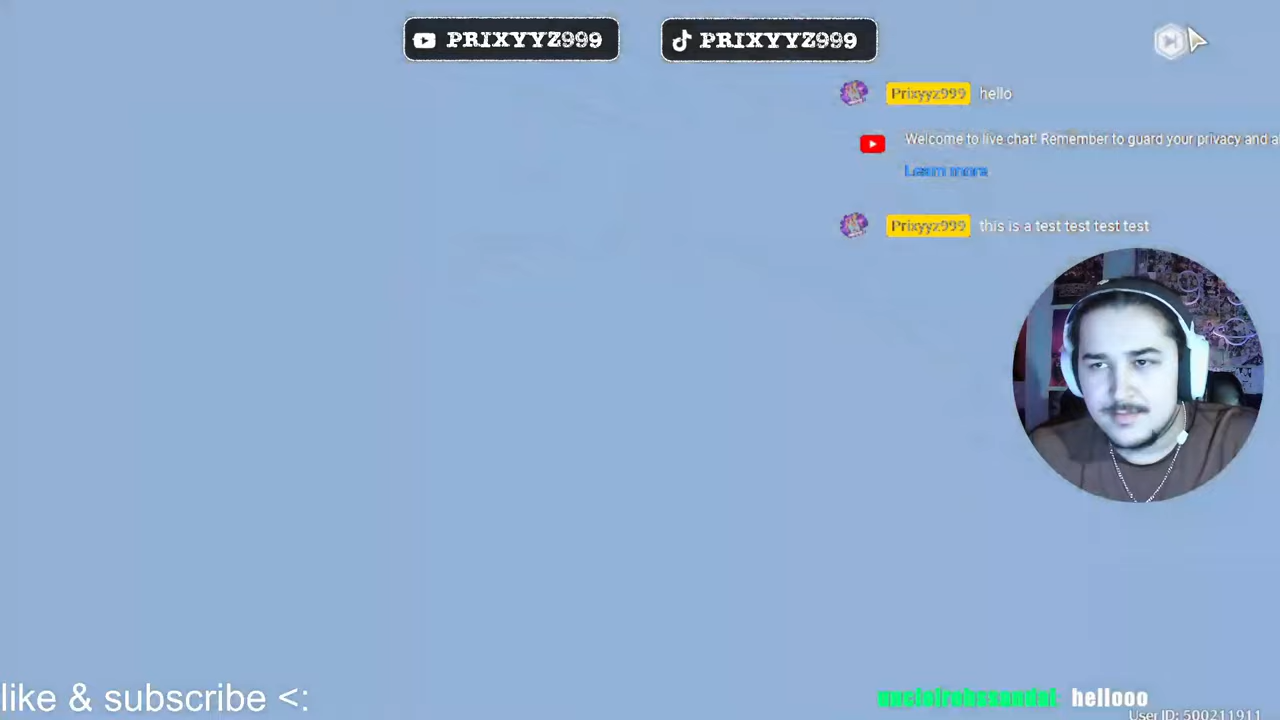 PRIXYYZ999
PRIXYYZ999
Prixyyz999 hello
Welcome to live chat! Remember to guard your privacy and
Learn more
Prixyyz999 this is a test test test test
like & subscribe <:
hellooo
User ID: 500211911